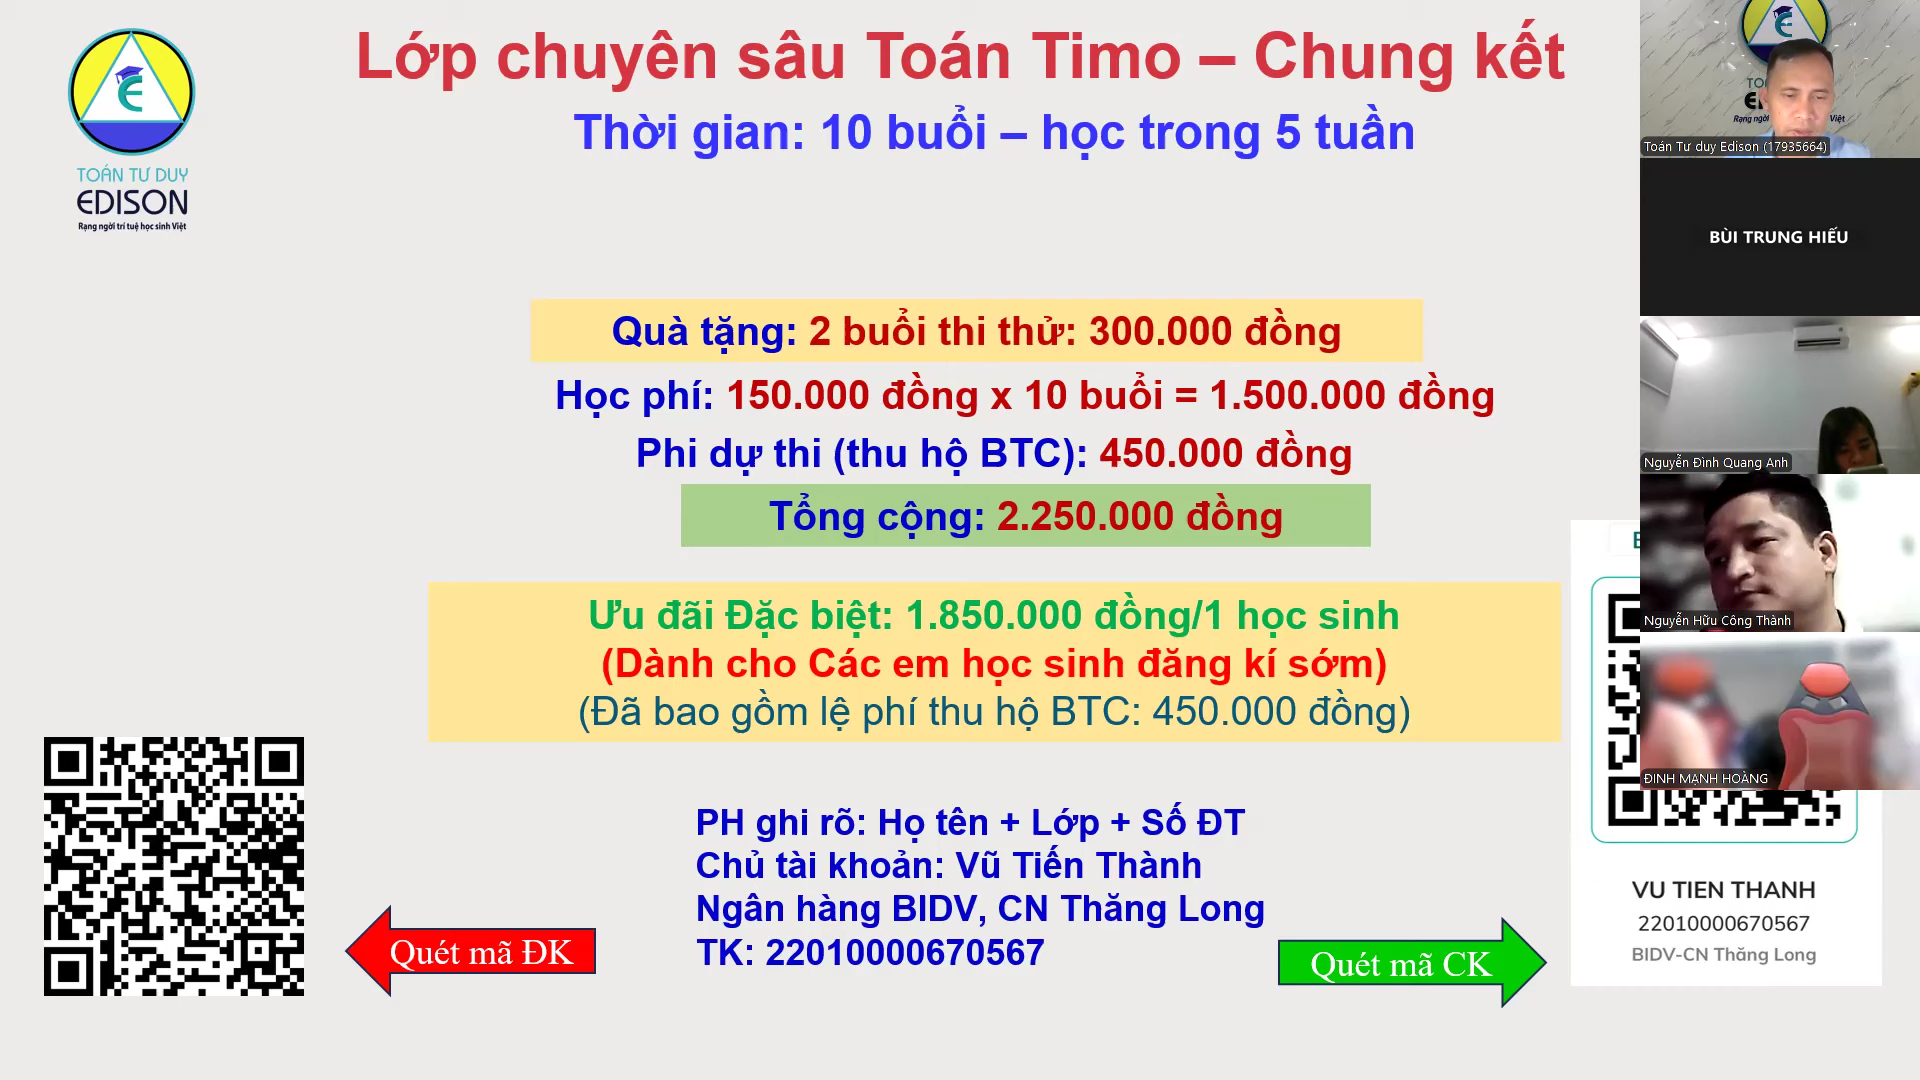 Lớp chuyên sâu Toán Timo – Chung kết
Thời gian: 10 buổi – học trong 5 tuần
TOÁN TƯ DUY
EDISON
Rạng ngời trí tuệ học sinh Việt
Quà tặng: 2 buổi thi thử: 300.000 đồng
Học phí: 150.000 đồng x 10 buổi = 1.500.000 đồng
Phi dự thi (thu hộ BTC): 450.000 đồng
Tổng cộng: 2.250.000 đồng
Ưu đãi Đặc biệt: 1.850.000 đồng/1 học sinh
(Dành cho Các em học sinh đăng kí sớm)
(Đã bao gồm lệ phí thu hộ BTC: 450.000 đồng)
PH ghi rõ: Họ tên + Lớp + Số ĐT
Chủ tài khoản: Vũ Tiến Thành
Ngân hàng BIDV, CN Thăng Long
TK: 22010000670567
Quét mã ĐK
Quét mã CK
VU TIEN THANH
22010000670567
BIDV-CN Thăng Long
Toán Tư duy Edison (17935664)
BÙI TRUNG HIẾU
Nguyễn Đình Quang Anh
Nguyễn Hữu Công Thành
ĐINH MẠNH HOÀNG